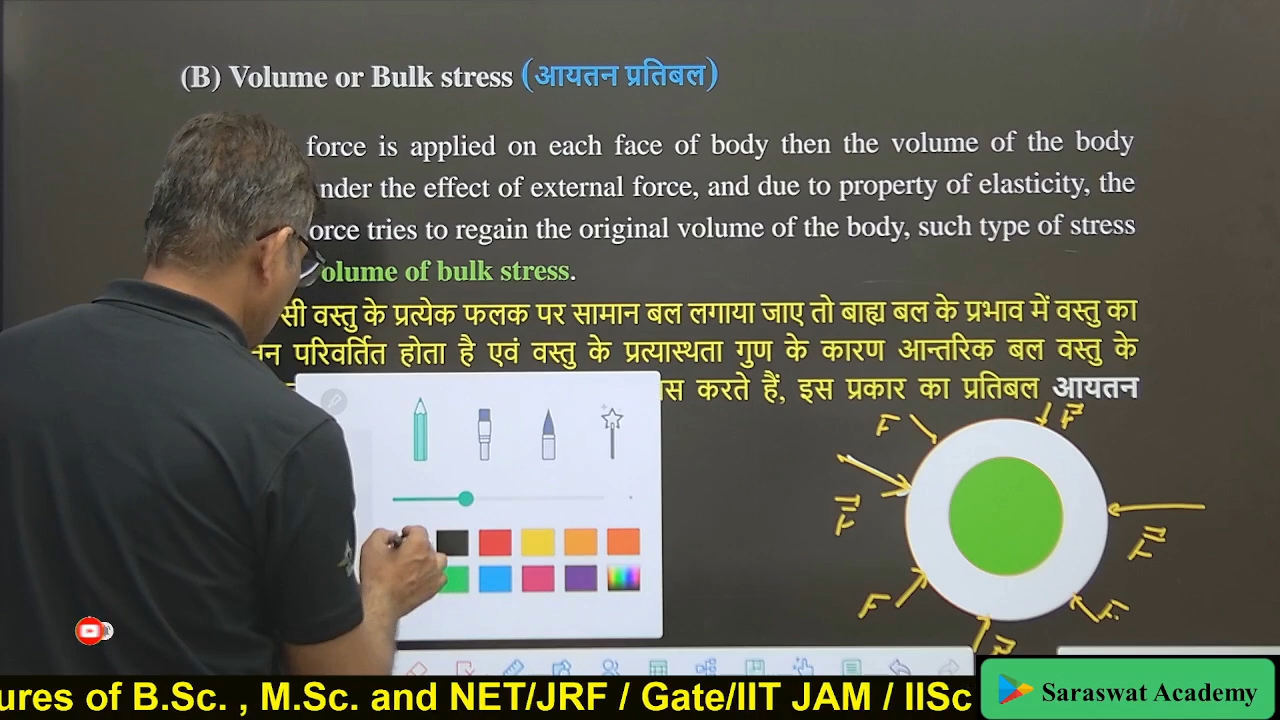 (B) Volume or Bulk stress (आयतन प्रतिबल)
force is applied on each face of body then the volume of the body
nder the effect of external force, and due to property of elasticity, the
orce tries to regain the original volume of the body, such type of stress
olume of bulk stress.
सी वस्तु के प्रत्येक फलक पर सामान बल लगाया जाए तो बाह्य बल के प्रभाव में वस्तु का
न परिवर्तित होता है एवं वस्तु के प्रत्यास्थता गुण के कारण आन्तरिक बल वस्तु के
स करते हैं, इस प्रकार का प्रतिबल आयतन
F F
F F
F F
F
ures of B.Sc. , M.Sc. and NET/JRF / Gate/IIT JAM / IISc
Saraswat Academy